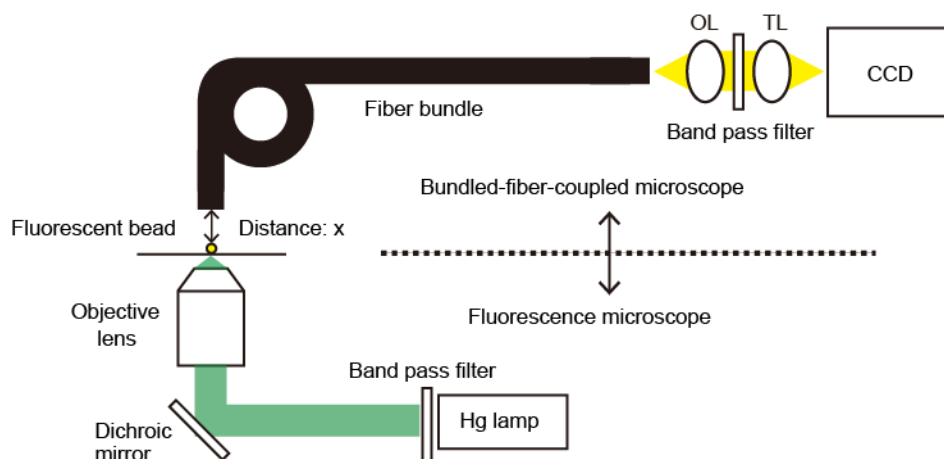 OL
TL
CCD
Fiber bundle
Band pass filter
Bundled-fiber-coupled microscope
Fluorescent bead
Distance: x
Objective
lens
Fluorescence microscope
Band pass filter
Hg lamp
Dichroic
mirror